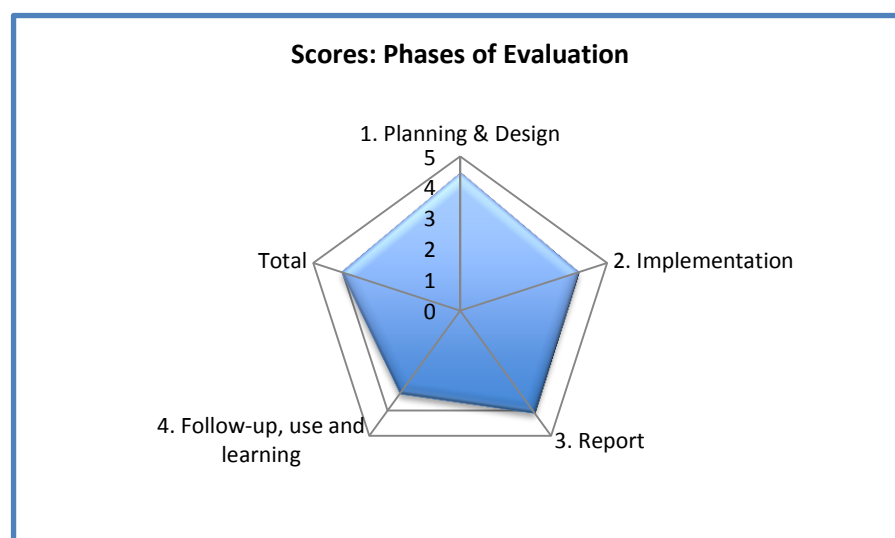 Scores: Phases of Evaluation
1. Planning & Design
5
4
3
2
1
0
Total
2. Implementation
4. Follow-up, use and
learning
3. Report